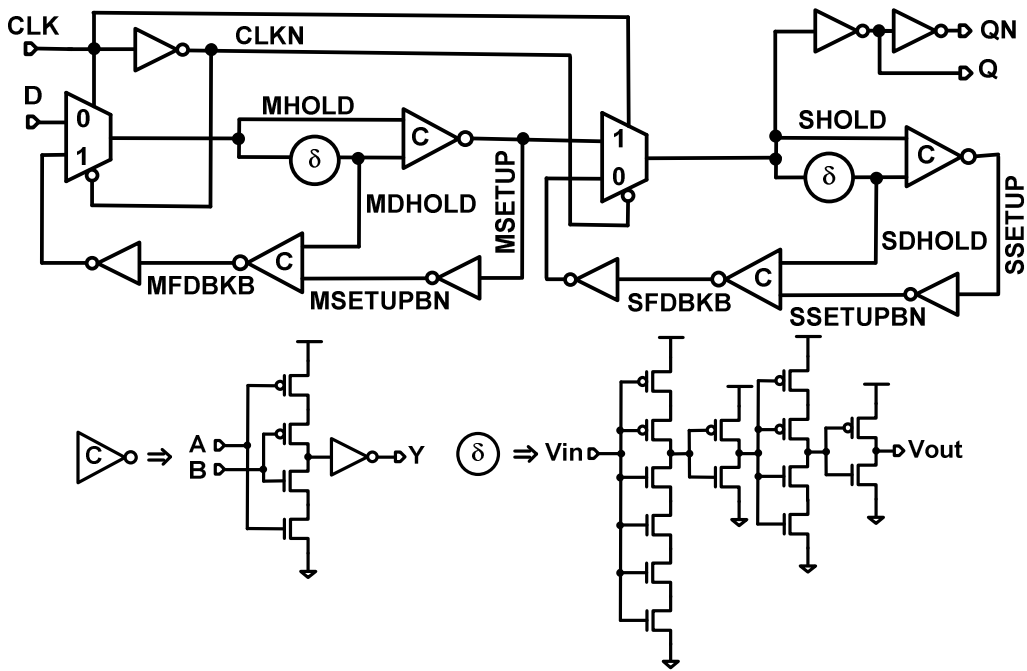 CLK
CLKN
QN
Q
D
0
1
MHOLD
C
δ
MDHOLD
MSETUP
1
0
SHOLD
C
δ
SDHOLD
SSETUP
C
MFDBKB
MSETUPBN
C
SFDBKB
SSETUPBN
C ⇒ A
B
Y
δ ⇒ Vin
Vout